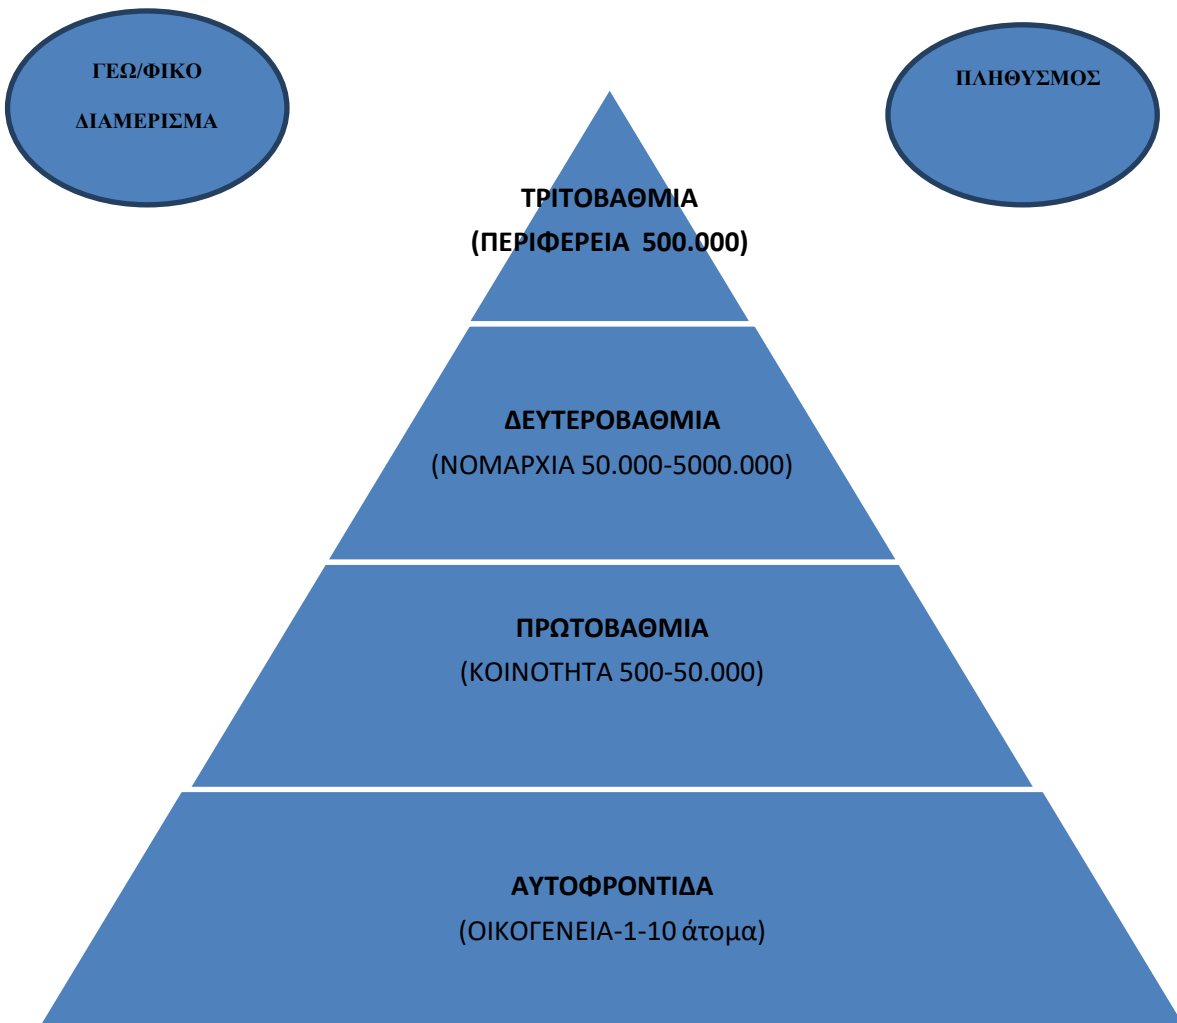 ΓΕΩ/ΦΙΚΟ
ΔΙΑΜΕΡΙΣΜΑ
ΠΛΗΘΥΣΜΟΣ
ΤΡΙΤΟΒΑΘΜΙΑ
(ΠΕΡΙΦΕΡΕΙΑ 500.000)
ΔΕΥΤΕΡΟΒΑΘΜΙΑ
(ΝΟΜΑΡΧΙΑ 50.000-5000.000)
ΠΡΩΤΟΒΑΘΜΙΑ
(ΚΟΙΝΟΤΗΤΑ 500-50.000)
ΑΥΤΟΦΡΟΝΤΙΔΑ
(ΟΙΚΟΓΕΝΕΙΑ-1-10 άτομα)